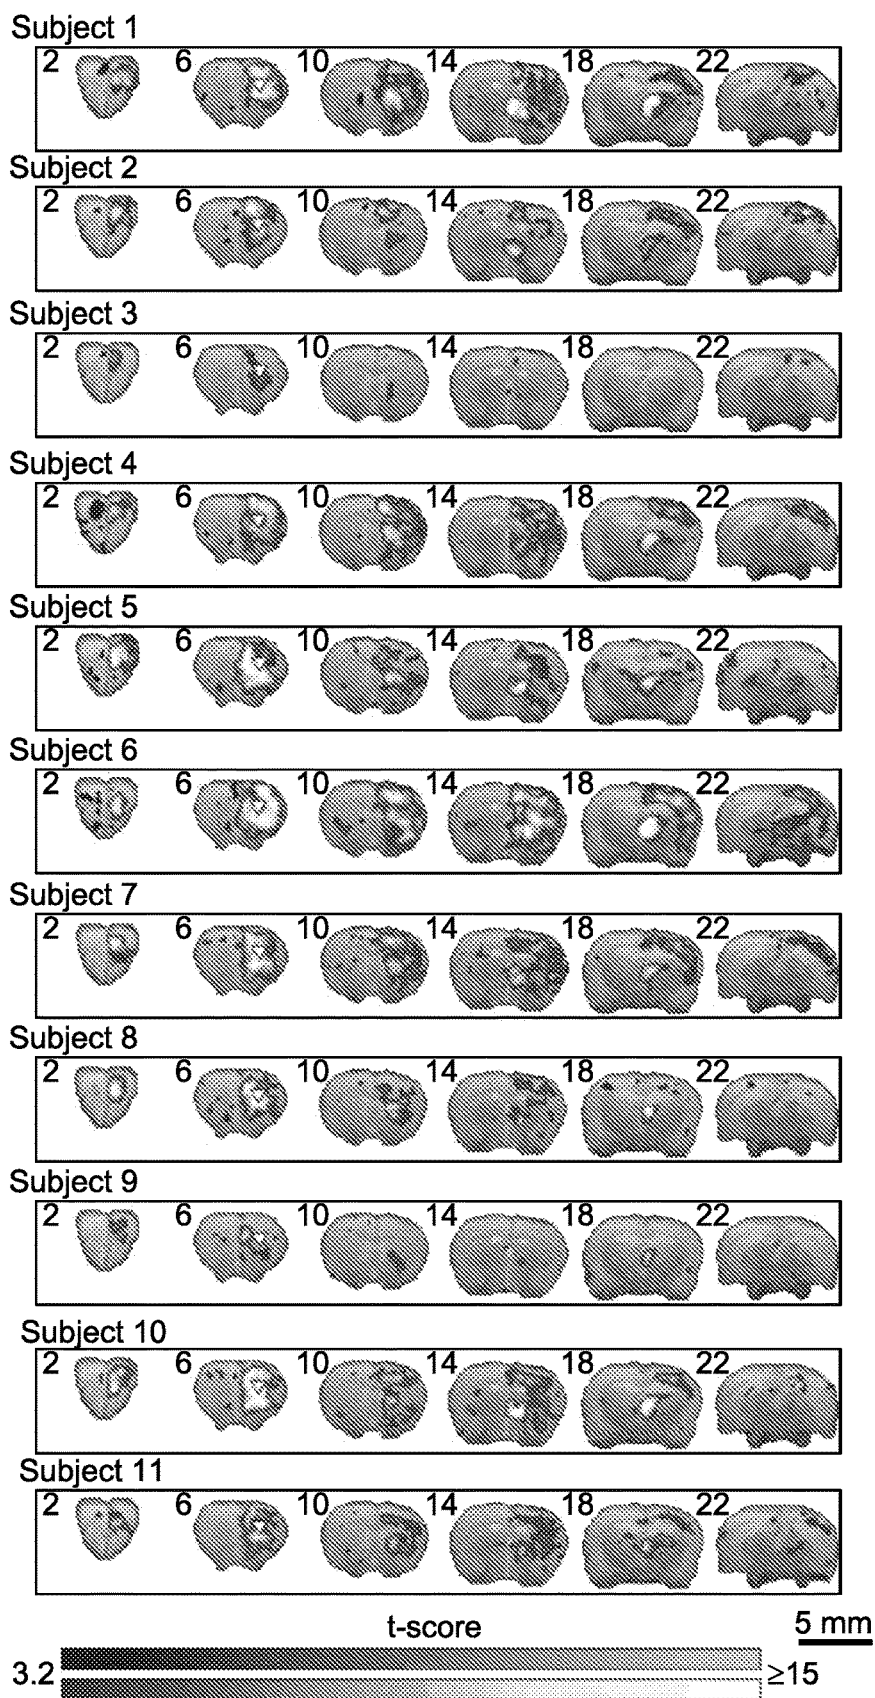 Subject 1
2 6 10 14 18 22
Subject 2
2 6 10 14 18 22
Subject 3
2 6 10 14 18 22
Subject 4
2 6 10 14 18 22
Subject 5
2 6 10 14 18 22
Subject 6
2 6 10 14 18 22
Subject 7
2 6 10 14 18 22
Subject 8
2 6 10 14 18 22
Subject 9
2 6 10 14 18 22
Subject 10
2 6 10 14 18 22
Subject 11
2 6 10 14 18 22
t-score 5 mm
3.2 ≥15